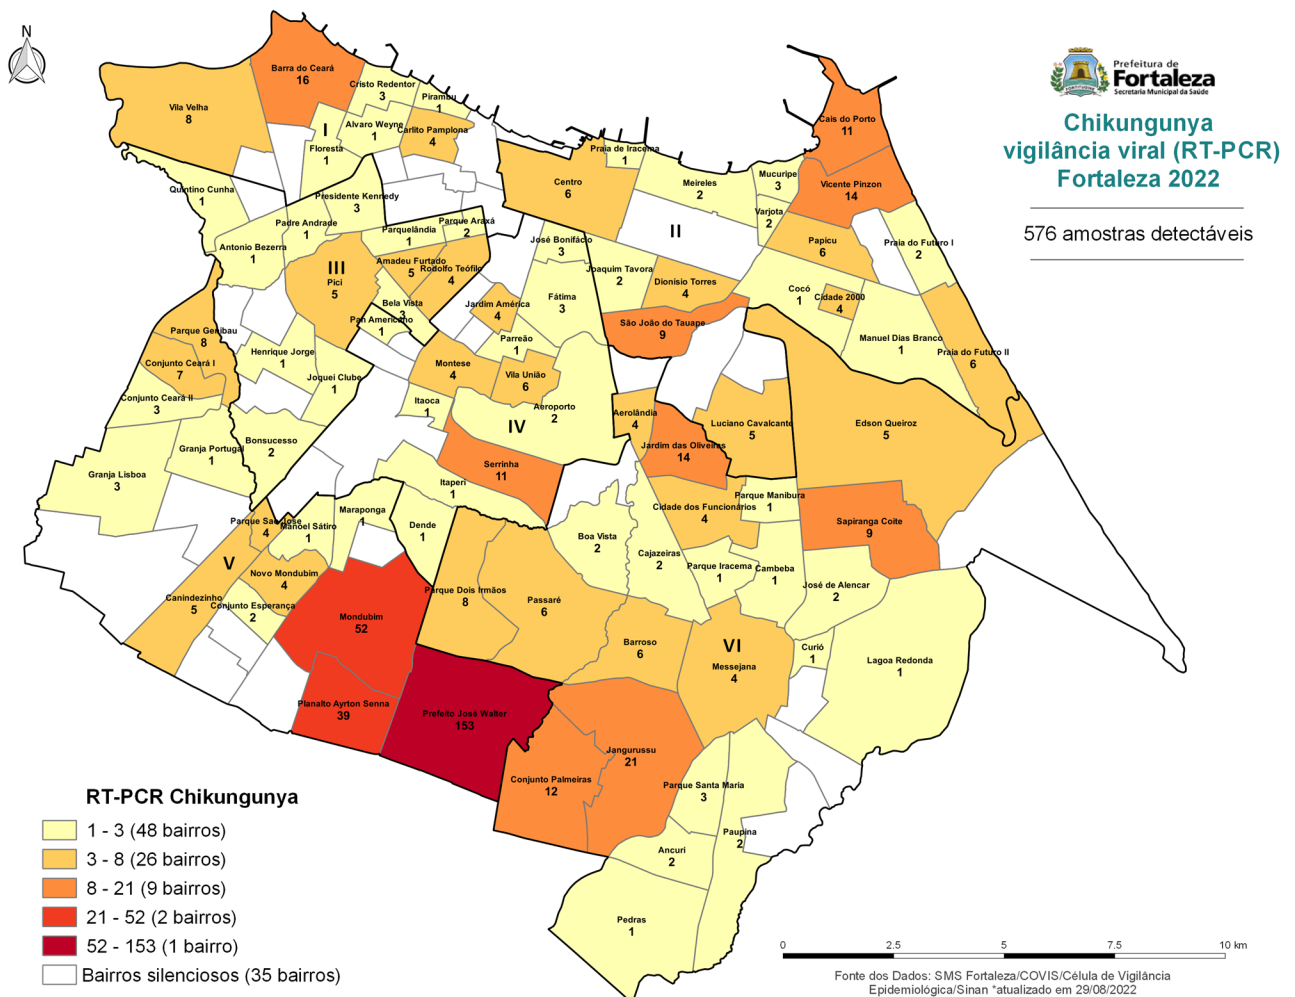 N
Prefeitura de
Fortaleza
Secretaria Municipal da Saúde
Chikungunya
vigilância viral (RT-PCR)
Fortaleza 2022
576 amostras detectáveis
Barra do Ceará
16
Vila Velha
8
Cristo Redentor
3
Pirambu
1
I
Floresta
1
Alvaro Weyne
1
Carlito Pamplona
4
Quintino Cunha
1
Presidente Kennedy
3
Padre Andrade
1
Antonio Bezerra
1
Parquelândia
1
Parque Araxá
2
Amadeu Furtado
5
Rodolfo Teófilo
4
III
Pici
5
Bela Vista
3
Pan Americano
1
Parque Genibau
8
Conjunto Ceará I
7
Conjunto Ceará II
3
Henrique Jorge
1
Joquei Clube
1
Granja Portugal
1
Granja Lisboa
3
Bonsucesso
2
Centro
6
Praia de Iracema
1
Meireles
2
Mucuripe
3
Varjota
2
II
Cais do Porto
11
Vicente Pinzon
14
Papicu
6
Praia do Futuro I
2
José Bonifácio
3
Joaquim Tavora
2
Dionísio Torres
4
Cocó
1
Cidade 2000
4
Manuel Dias Branco
1
Praia do Futuro II
6
Fátima
3
Jardim América
4
São João do Tauape
9
Parreão
1
Montese
4
Vila União
6
Itaoca
1
Aeroporto
2
IV
Serrinha
11
Itaperi
1
Aerolândia
4
Jardim das Oliveiras
14
Luciano Cavalcante
5
Edson Queiroz
5
Cidade dos Funcionários
4
Parque Manibura
1
Sapiranga Coite
9
Parque São José
4
Manoel Sátiro
1
Maraponga
1
Dende
1
V
Novo Mondubim
4
Canindezinho
5
Conjunto Esperança
2
Mondubim
52
Planalto Ayrton Senna
39
Prefeito José Walter
153
Parque Dois Irmãos
8
Passaré
6
Boa Vista
2
Cajazeiras
2
Parque Iracema
1
Cambeba
1
José de Alencar
2
Barroso
6
VI
Messejana
4
Curió
1
Lagoa Redonda
1
Jangurussu
21
Conjunto Palmeiras
12
Parque Santa Maria
3
Paupina
2
Ancuri
2
Pedras
1
RT-PCR Chikungunya
1 - 3 (48 bairros)
3 - 8 (26 bairros)
8 - 21 (9 bairros)
21 - 52 (2 bairros)
52 - 153 (1 bairro)
Bairros silenciosos (35 bairros)
0 2.5 5 7.5 10 km
Fonte dos Dados: SMS Fortaleza/COVIS/Célula de Vigilância
Epidemiológica/Sinan *atualizado em 29/08/2022